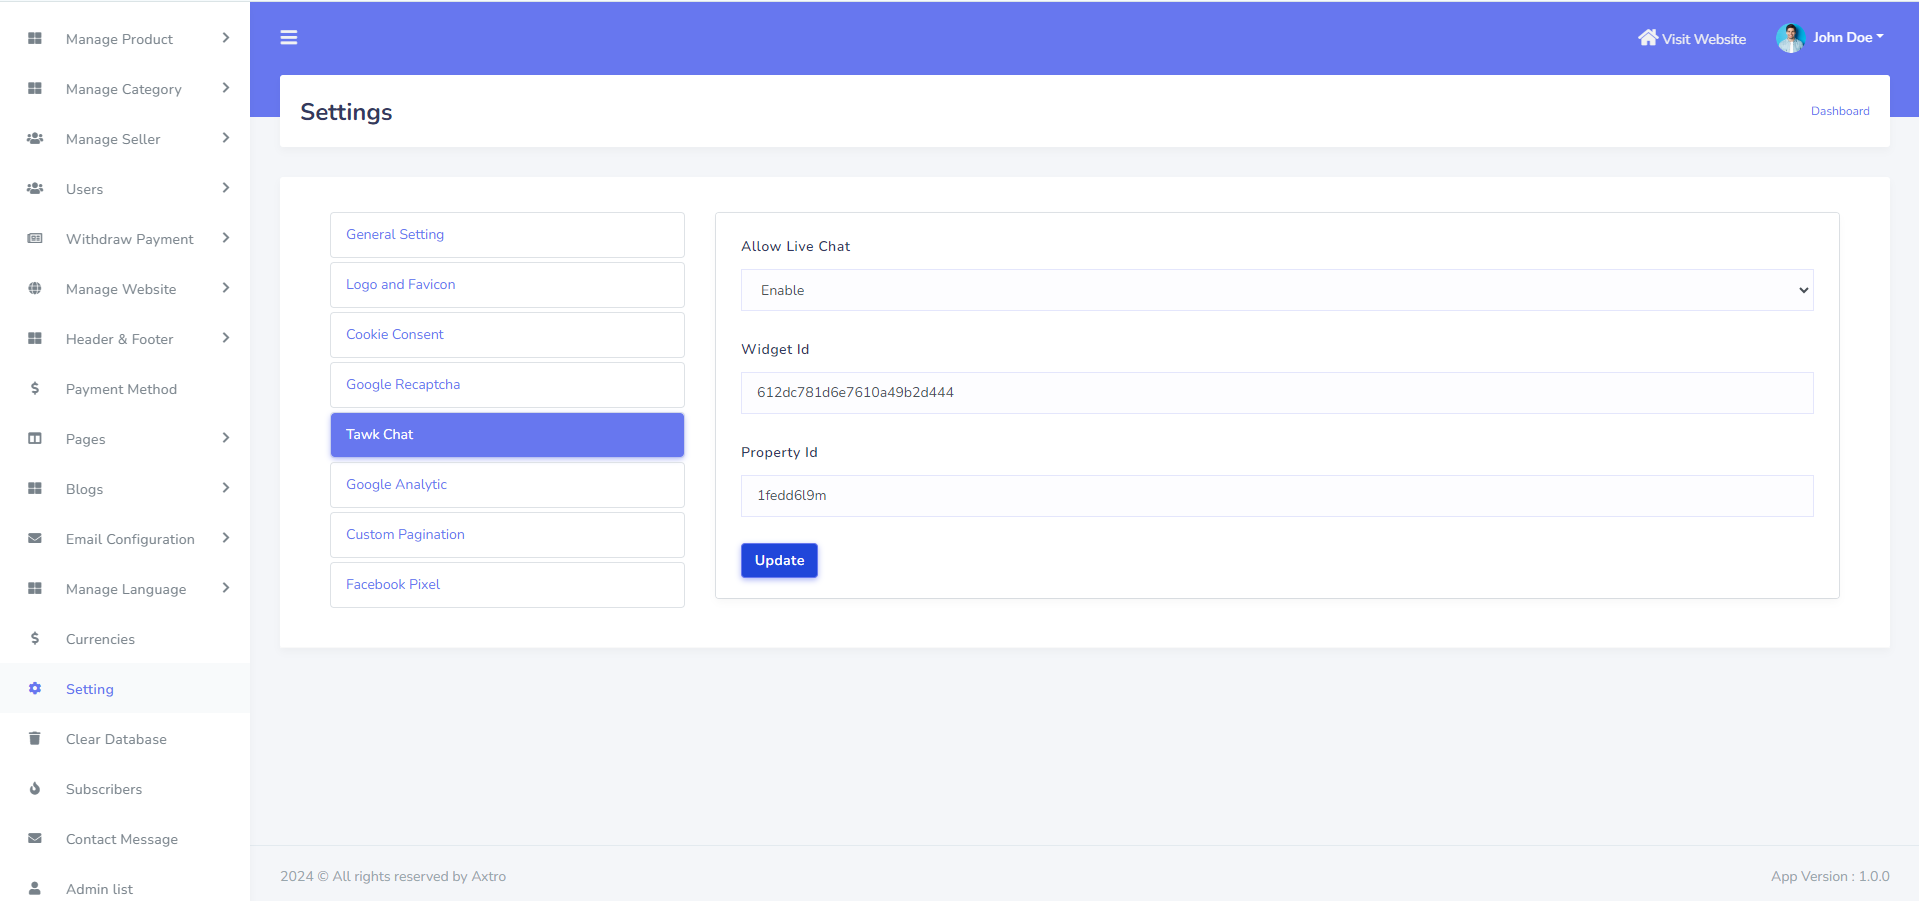 Manage Product
Manage Category
Manage Seller
Users
Withdraw Payment
Manage Website
Header & Footer
Payment Method
Pages
Blogs
Email Configuration
Manage Language
Currencies
Setting
Clear Database
Subscribers
Contact Message
Admin list
Visit Website
John Doe
Settings
Dashboard
General Setting
Logo and Favicon
Cookie Consent
Google Recaptcha
Tawk Chat
Google Analytic
Custom Pagination
Facebook Pixel
Allow Live Chat
Enable
Widget Id
612dc781d6e7610a49b2d444
Property Id
1fedd6l9m
Update
2024 © All rights reserved by Axtro
App Version : 1.0.0